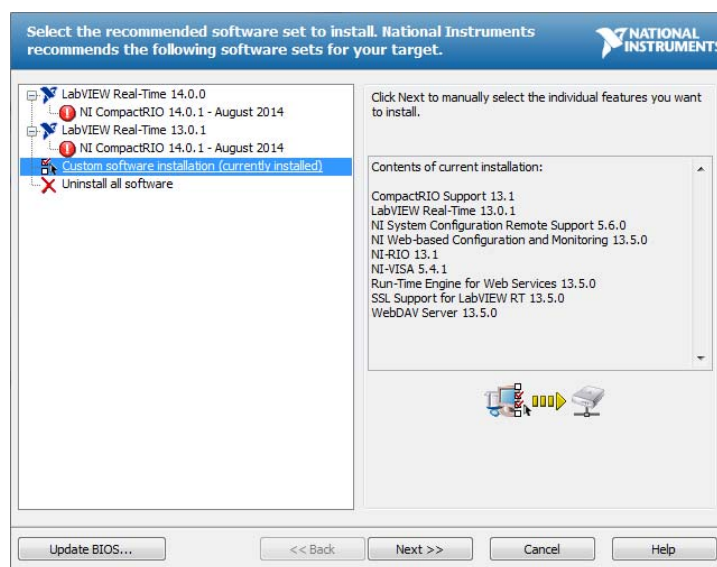 Select the recommended software set to install. National Instruments
recommends the following software sets for your target.
NATIONAL
INSTRUMENTS
LabVIEW Real-Time 14.0.0
NI CompactRIO 14.0.1 - August 2014
LabVIEW Real-Time 13.0.1
NI CompactRIO 14.0.1 - August 2014
Custom software installation (currently installed)
Uninstall all software
Click Next to manually select the individual features you want
to install.
Contents of current installation:
CompactRIO Support 13.1
LabVIEW Real-Time 13.0.1
NI System Configuration Remote Support 5.6.0
NI Web-based Configuration and Monitoring 13.5.0
NI-RIO 13.1
NI-VISA 5.4.1
Run-Time Engine for Web Services 13.5.0
SSL Support for LabVIEW RT 13.5.0
WebDAV Server 13.5.0
Update BIOS...
<< Back
Next >>
Cancel
Help